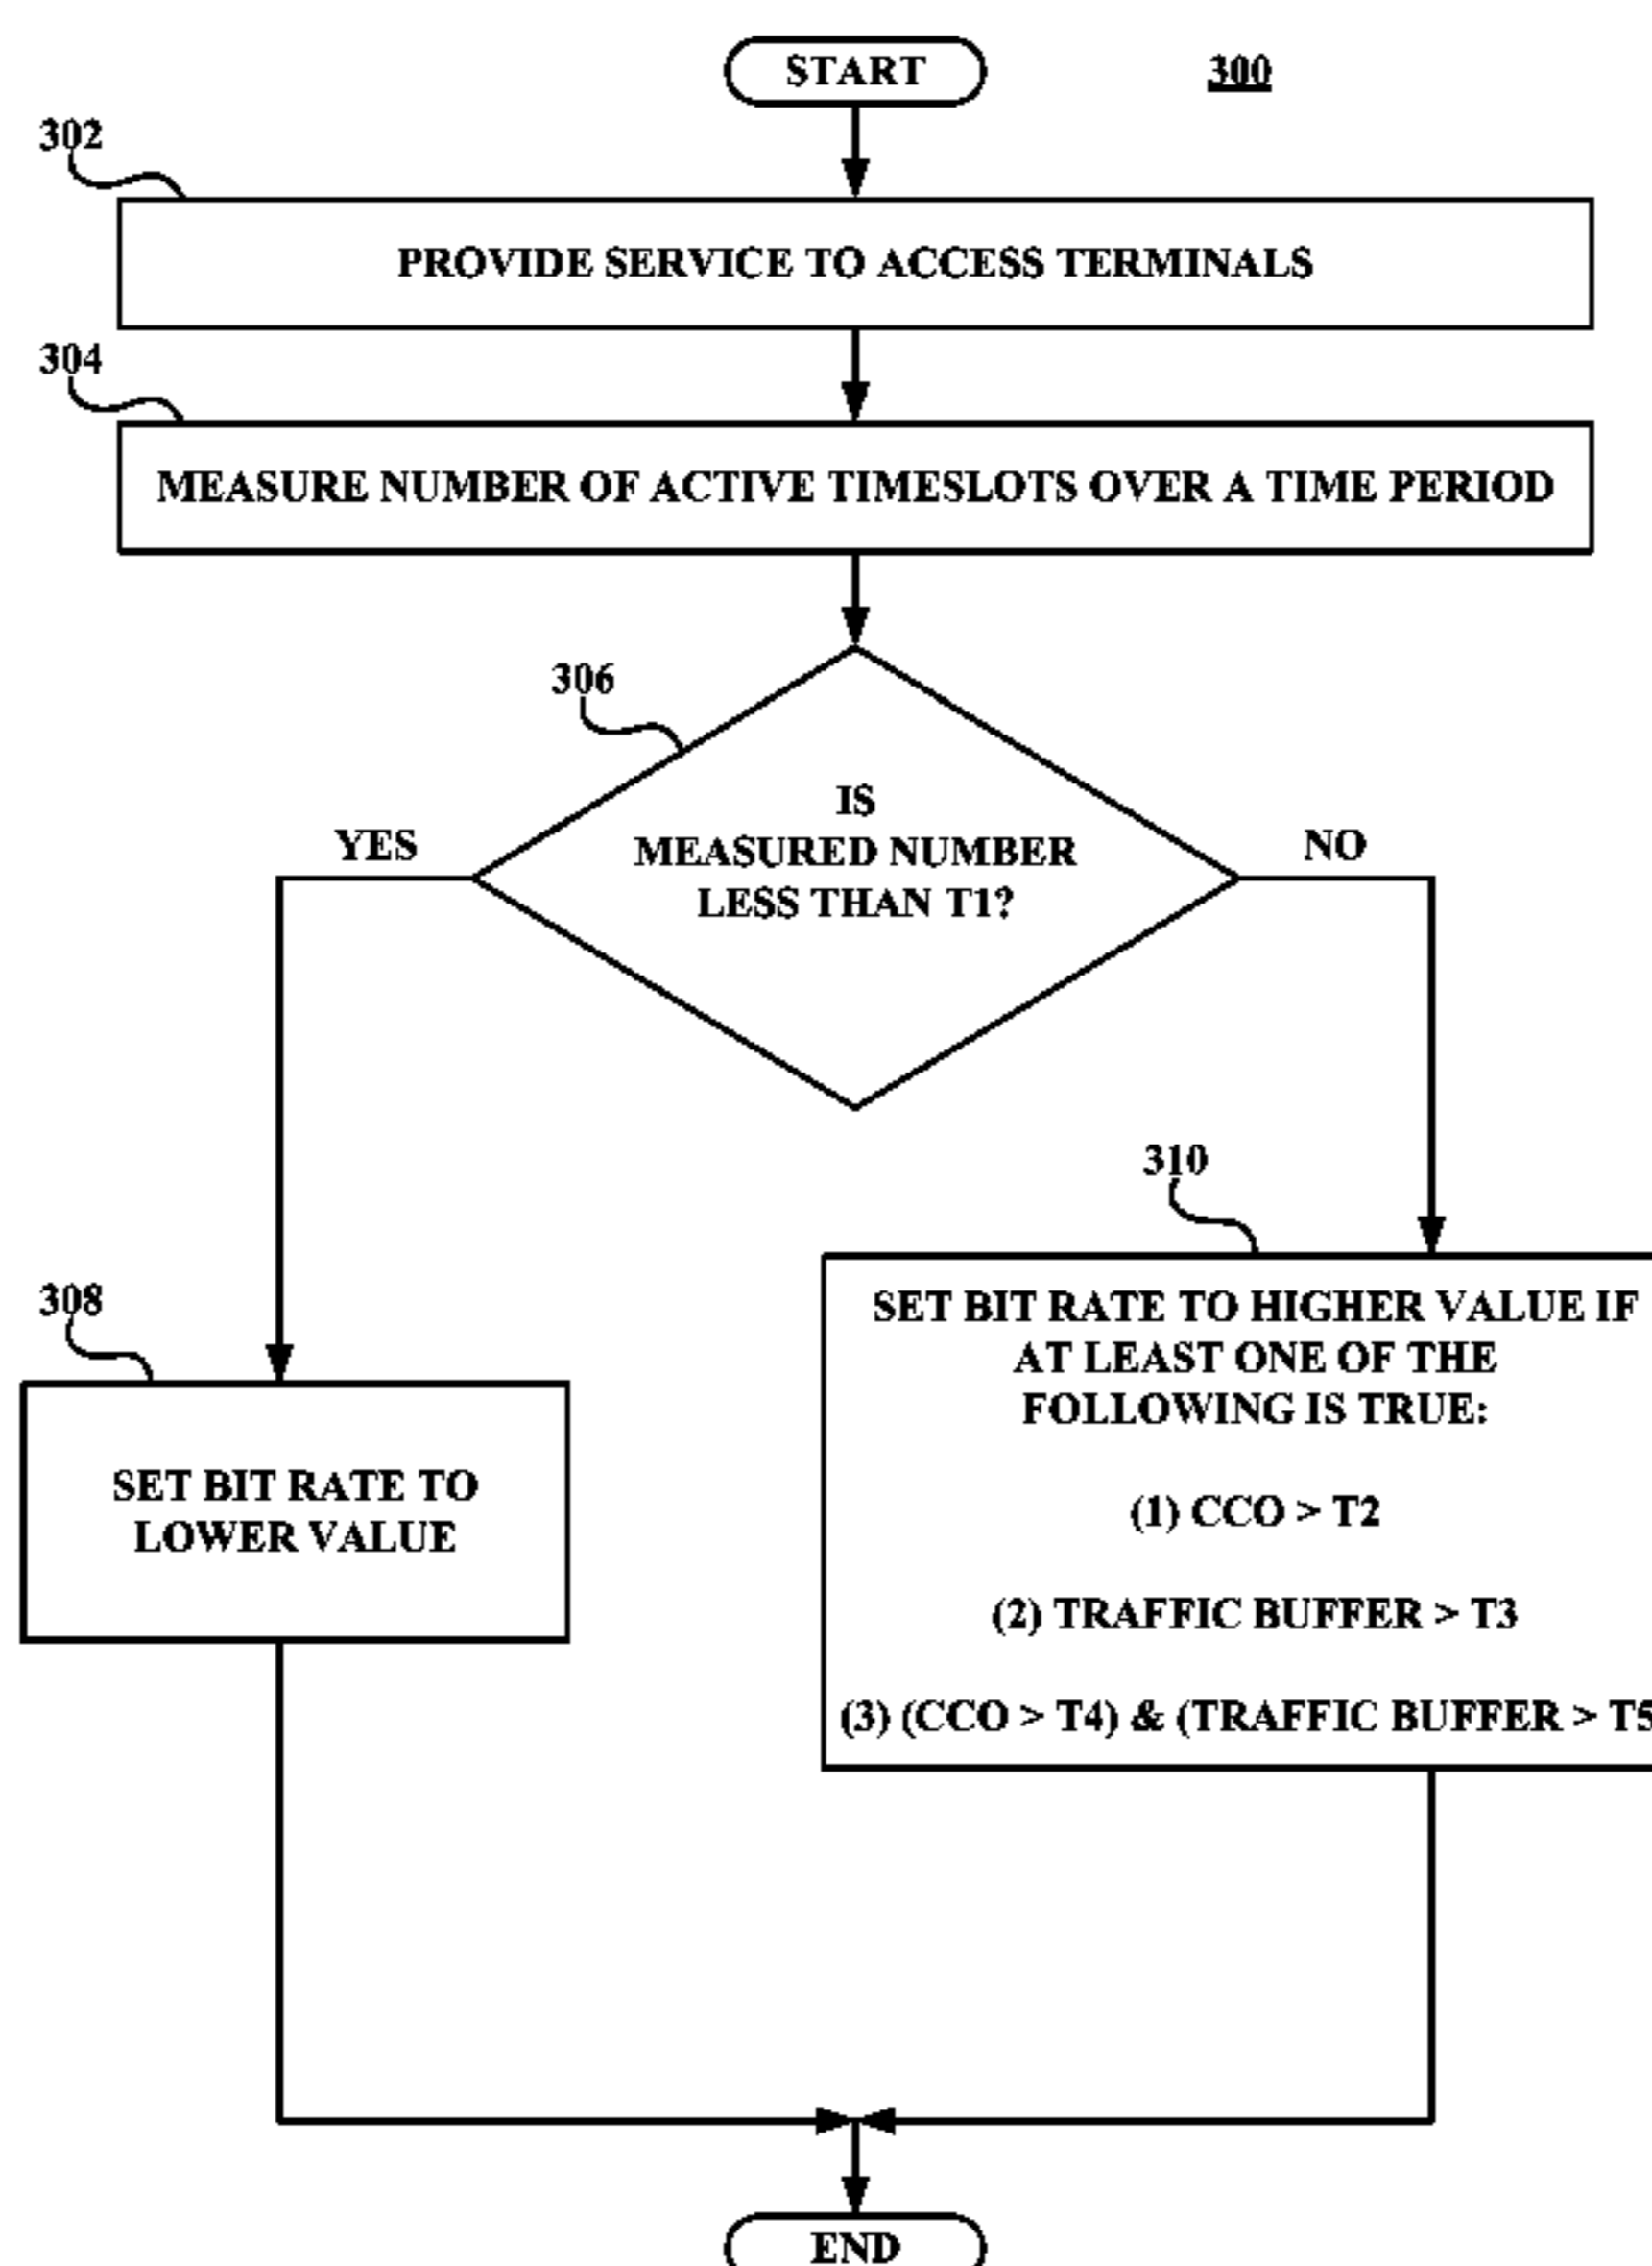 START
300
302
PROVIDE SERVICE TO ACCESS TERMINALS
304
MEASURE NUMBER OF ACTIVE TIMESLOTS OVER A TIME PERIOD
306
IS
MEASURED NUMBER
LESS THAN T1?
YES
NO
308
SET BIT RATE TO
LOWER VALUE
310
SET BIT RATE TO HIGHER VALUE IF
AT LEAST ONE OF THE
FOLLOWING IS TRUE:
(1) CCO > T2
(2) TRAFFIC BUFFER > T3
(3) (CCO > T4) & (TRAFFIC BUFFER > T5
END